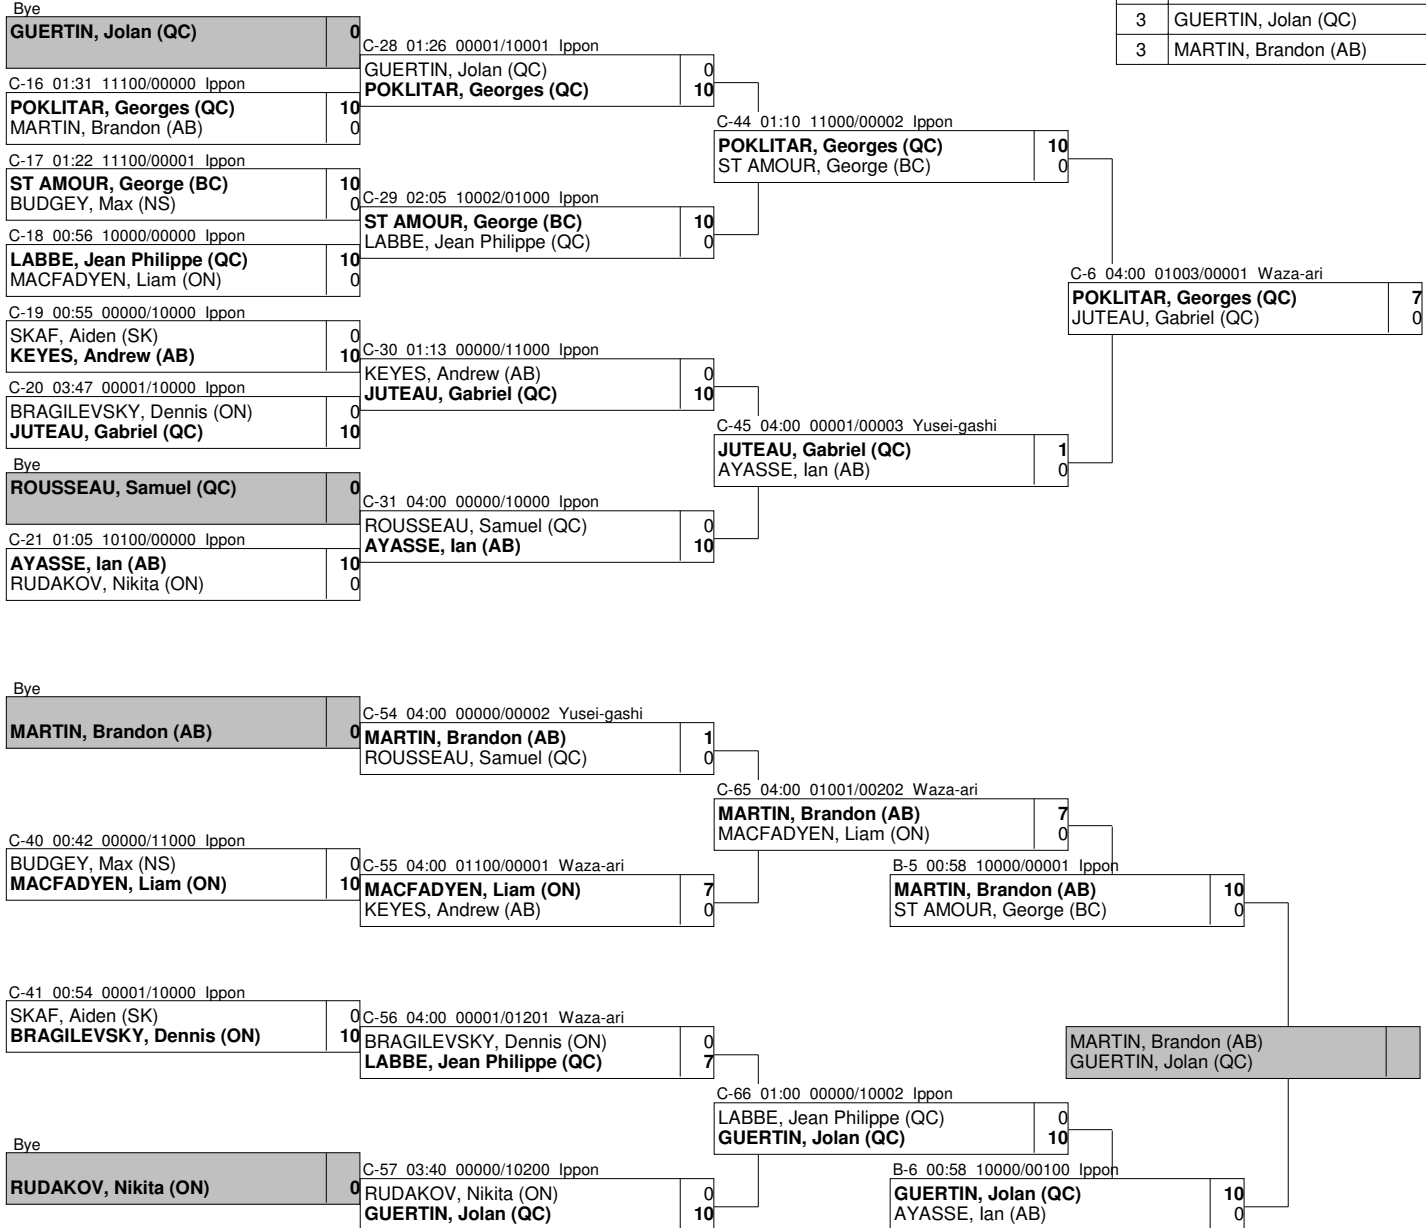 Bye
GUERTIN, Jolan (QC) 0
C-16 01:31 11100/00000 Ippon
POKLITAR, Georges (QC) 10
MARTIN, Brandon (AB) 0
C-17 01:22 11100/00001 Ippon
ST AMOUR, George (BC) 10
BUDGEY, Max (NS) 0
C-18 00:56 10000/00000 Ippon
LABBE, Jean Philippe (QC) 10
MACFADYEN, Liam (ON) 0
C-19 00:55 00000/10000 Ippon
SKAF, Aiden (SK) 0
KEYES, Andrew (AB) 10
C-20 03:47 00001/10000 Ippon
BRAGILEVSKY, Dennis (ON) 0
JUTEAU, Gabriel (QC) 10
Bye
ROUSSEAU, Samuel (QC) 0
C-21 01:05 10100/00000 Ippon
AYASSE, Ian (AB) 10
RUDAKOV, Nikita (ON) 0
C-28 01:26 00001/10001 Ippon
GUERTIN, Jolan (QC) 0
POKLITAR, Georges (QC) 10
C-29 02:05 10002/01000 Ippon
ST AMOUR, George (BC) 10
LABBE, Jean Philippe (QC) 0
C-30 01:13 00000/11000 Ippon
KEYES, Andrew (AB) 0
JUTEAU, Gabriel (QC) 10
C-31 04:00 00000/10000 Ippon
ROUSSEAU, Samuel (QC) 0
AYASSE, Ian (AB) 10
C-44 01:10 11000/00002 Ippon
POKLITAR, Georges (QC) 10
ST AMOUR, George (BC) 0
C-45 04:00 00001/00003 Yusei-gashi
JUTEAU, Gabriel (QC) 1
AYASSE, Ian (AB) 0
3 GUERTIN, Jolan (QC)
3 MARTIN, Brandon (AB)
C-6 04:00 01003/00001 Waza-ari
POKLITAR, Georges (QC) 7
JUTEAU, Gabriel (QC) 0
Bye
MARTIN, Brandon (AB) 0
C-40 00:42 00000/11000 Ippon
BUDGEY, Max (NS) 0
MACFADYEN, Liam (ON) 10
C-41 00:54 00001/10000 Ippon
SKAF, Aiden (SK) 0
BRAGILEVSKY, Dennis (ON) 10
Bye
RUDAKOV, Nikita (ON) 0
C-54 04:00 00000/00002 Yusei-gashi
MARTIN, Brandon (AB) 1
ROUSSEAU, Samuel (QC) 0
C-55 04:00 01100/00001 Waza-ari
MACFADYEN, Liam (ON) 7
KEYES, Andrew (AB) 0
C-56 04:00 00001/01201 Waza-ari
BRAGILEVSKY, Dennis (ON) 0
LABBE, Jean Philippe (QC) 7
C-57 03:40 00000/10200 Ippon
RUDAKOV, Nikita (ON) 0
GUERTIN, Jolan (QC) 10
C-65 04:00 01001/00202 Waza-ari
MARTIN, Brandon (AB) 7
MACFADYEN, Liam (ON) 0
C-66 01:00 00000/10002 Ippon
LABBE, Jean Philippe (QC) 0
GUERTIN, Jolan (QC) 10
B-5 00:58 10000/00001 Ippon
MARTIN, Brandon (AB) 10
ST AMOUR, George (BC) 0
B-6 00:58 10000/00100 Ippon
GUERTIN, Jolan (QC) 10
AYASSE, Ian (AB) 0
MARTIN, Brandon (AB)
GUERTIN, Jolan (QC)